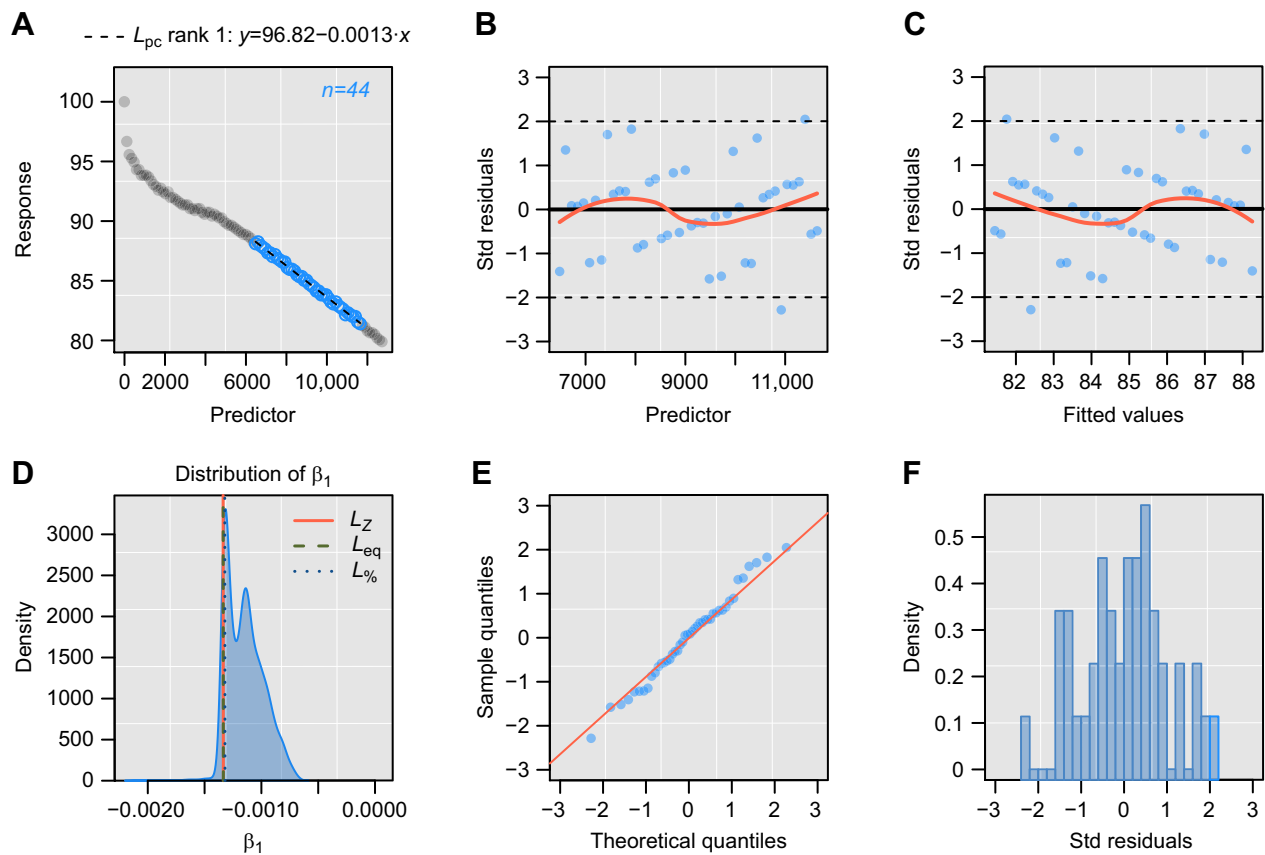 A
--- Lpc rank 1: y=96.82−0.0013·x
n=44
100
95
90
85
80
Response
0 2000 6000 10,000
Predictor
B
3
2
1
0
−1
−2
−3
Std residuals
7000 9000 11,000
Predictor
C
3
2
1
0
−1
−2
−3
Std residuals
82 83 84 85 86 87 88
Fitted values
D
Distribution of β1
LZ
Leq
L%
3000
2500
2000
1500
1000
500
0
Density
−0.0020 −0.0010 0.0000
β1
E
3
2
1
0
−1
−2
−3
Sample quantiles
−3 −2 −1 0 1 2 3
Theoretical quantiles
F
0.5
0.4
0.3
0.2
0.1
0
Density
−3 −2 −1 0 1 2 3
Std residuals